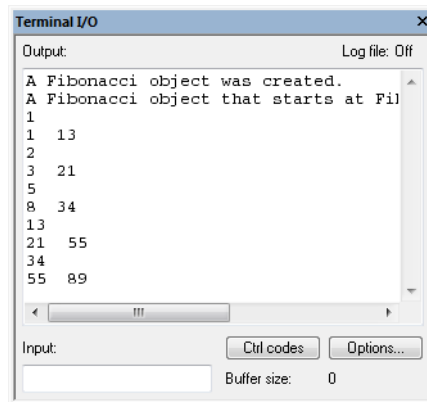 Terminal I/O
Output: Log file: Off
A Fibonacci object was created.
A Fibonacci object that starts at
1
1 13
2
3 21
5
8 34
13
21 55
34
55 89
Input: Ctrl codes Options...
Buffer size: 0